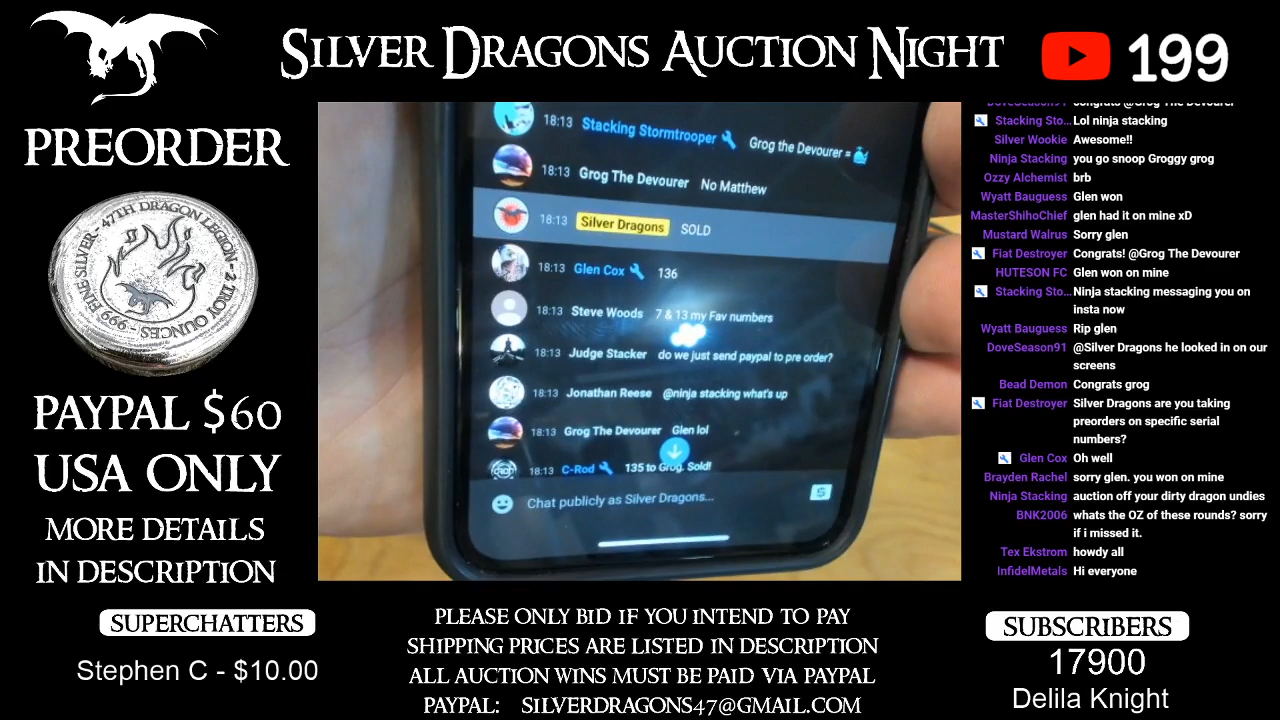 SILVER DRAGONS AUCTION NIGHT
199
PREORDER
47TH DRAGON LEGION - 2 TROY OUNCES - 999 FINE SILVER -
PAYPAL $60
USA ONLY
MORE DETAILS
IN DESCRIPTION
SUPERCHATTERS
Stephen C - $10.00
18:13 Stacking Stormtrooper Grog the Devourer =
18:13 Grog The Devourer No Matthew
18:13 Silver Dragons SOLD
18:13 Glen Cox 136
18:13 Steve Woods 7 & 13 my Fav numbers
18:13 Judge Stacker do we just send paypal to pre order?
18:13 Jonathan Reese @ninja stacking what's up
18:13 Grog The Devourer Glen lol
18:13 C-Rod 135 to Grog. Sold!
Chat publicly as Silver Dragons...
DoveSeason91 Congrats @Grog The Devourer
Stacking Sto... Lol ninja stacking
Silver Wookie Awesome!!
Ninja Stacking you go snoop Groggy grog
Ozzy Alchemist brb
Wyatt Bauguess Glen won
MasterShihoChief glen had it on mine xD
Mustard Walrus Sorry glen
Fiat Destroyer Congrats! @Grog The Devourer
HUTESON FC Glen won on mine
Stacking Sto... Ninja stacking messaging you on
insta now
Wyatt Bauguess Rip glen
DoveSeason91 @Silver Dragons he looked in on our
screens
Bead Demon Congrats grog
Fiat Destroyer Silver Dragons are you taking
preorders on specific serial
numbers?
Glen Cox Oh well
Brayden Rachel sorry glen. you won on mine
Ninja Stacking auction off your dirty dragon undies
BNK2006 whats the OZ of these rounds? sorry
if i missed it.
Tex Ekstrom howdy all
InfidelMetals Hi everyone
PLEASE ONLY BID IF YOU INTEND TO PAY
SHIPPING PRICES ARE LISTED IN DESCRIPTION
ALL AUCTION WINS MUST BE PAID VIA PAYPAL
PAYPAL: SILVERDRAGONS47@GMAIL.COM
SUBSCRIBERS
17900
Delila Knight